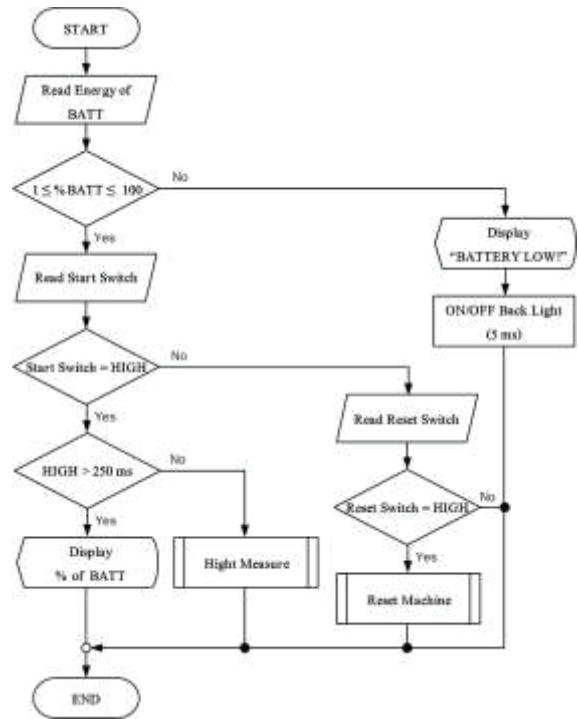 START
Read Energy of
BATT
1 ≤ %BATT ≤ 100
No
Yes
Display
“BATTERY LOW!”
Read Start Switch
ON/OFF Back Light
(5 ms)
Start Switch = HIGH
No
Yes
Read Reset Switch
HIGH > 250 ms
No
Yes
Reset Switch = HIGH
No
Yes
Display
% of BATT
Hight Measure
Reset Machine
END